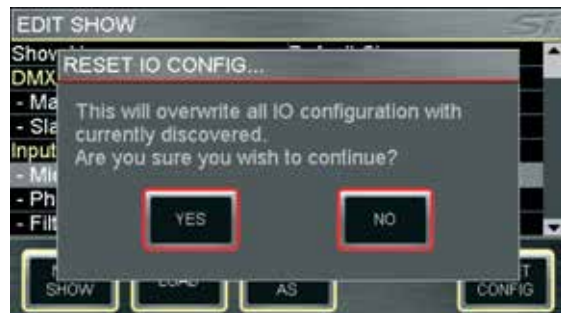 EDIT SHOW Si
RESET IO CONFIG...
DMX
This will overwrite all IO configuration with
currently discovered.
Are you sure you wish to continue?
Input
YES NO
SHOW AS CONFIG